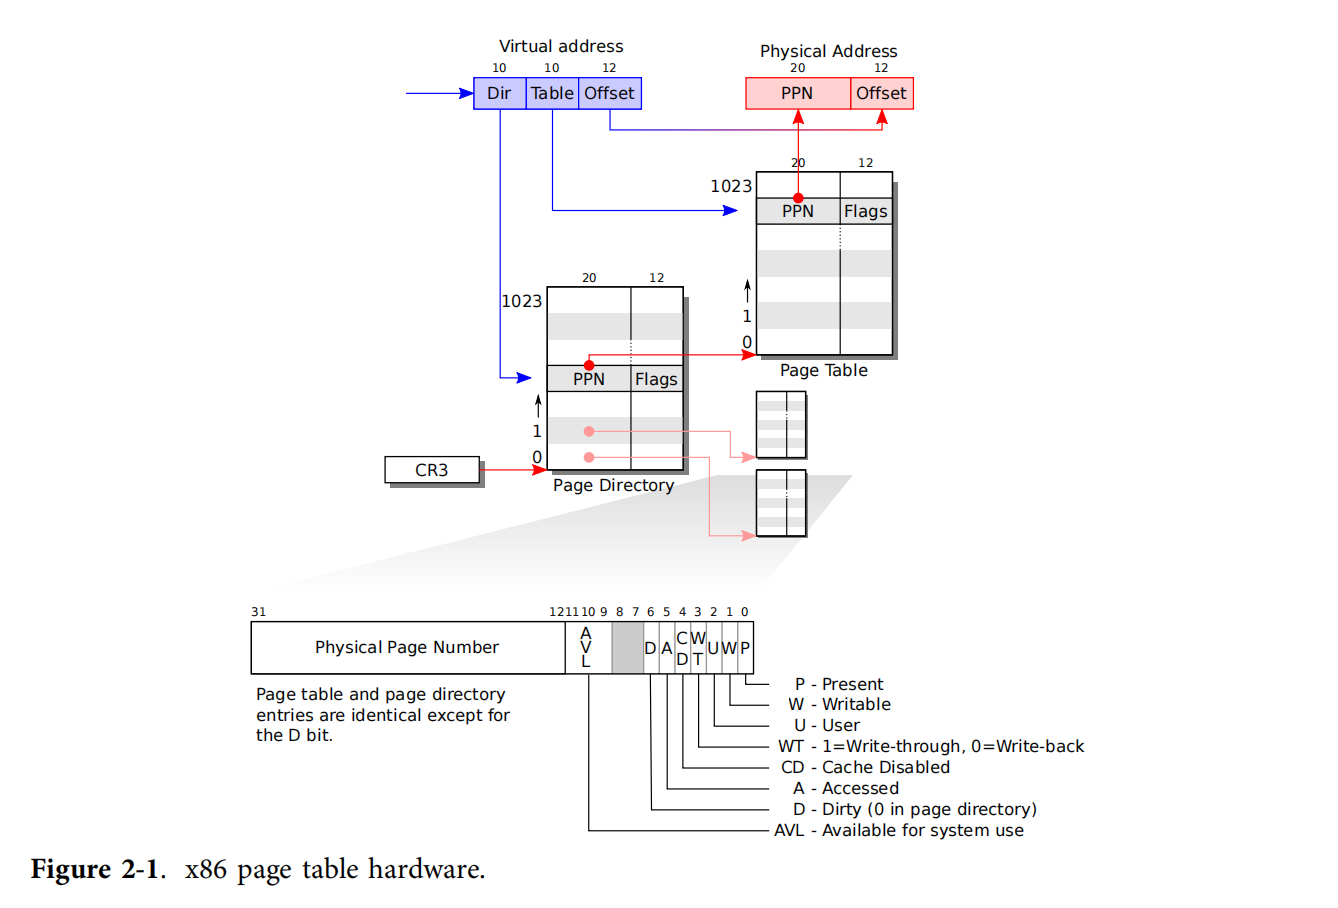 Virtual address
10 10 12
Dir Table Offset
Physical Address
20 12
PPN Offset
20 12
1023
PPN Flags
1
0
Page Table
20 12
1023
PPN Flags
1
0
CR3
Page Directory
31 12 11 10 9 8 7 6 5 4 3 2 1 0
Physical Page Number
AVL
D A CD WT U W P
Page table and page directory
entries are identical except for
the D bit.
P - Present
W - Writable
U - User
WT - 1=Write-through, 0=Write-back
CD - Cache Disabled
A - Accessed
D - Dirty (0 in page directory)
AVL - Available for system use
Figure 2-1. x86 page table hardware.